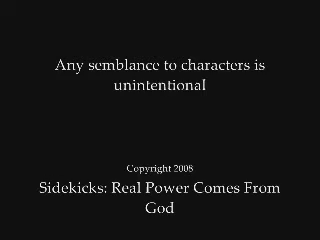 Any semblance to characters is
unintentional
Copyright 2008
Sidekicks: Real Power Comes From
God